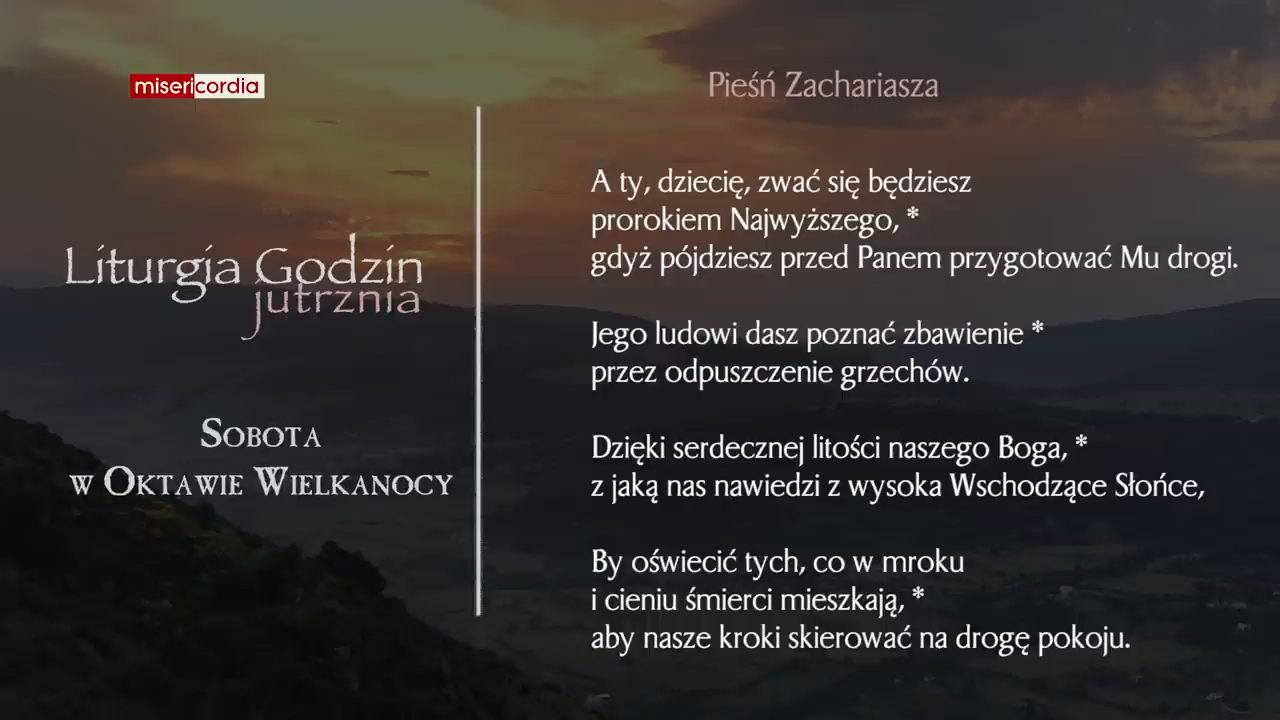 misericordia
Liturgia Godzin
jutrznia
Sobota
w Oktawie Wielkanocy
Pieśń Zachariasza
A ty, dziecię, zwać się będziesz
prorokiem Najwyższego, *
gdyż pójdziesz przed Panem przygotować Mu drogi.
Jego ludowi dasz poznać zbawienie *
przez odpuszczenie grzechów.
Dzięki serdecznej litości naszego Boga, *
z jaką nas nawiedzi z wysoka Wschodzące Słońce,
By oświecić tych, co w mroku
i cieniu śmierci mieszkają, *
aby nasze kroki skierować na drogę pokoju.